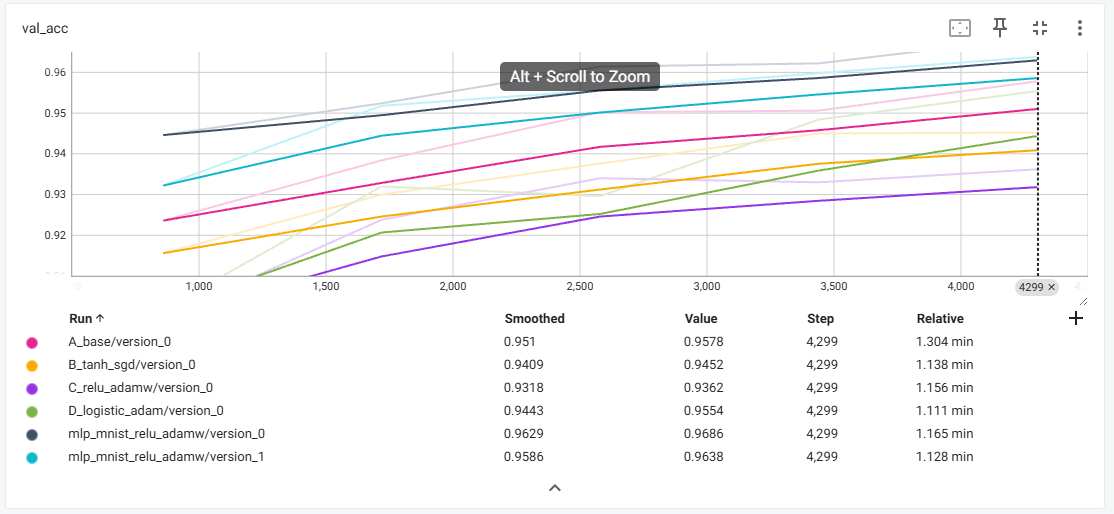 val_acc
Alt + Scroll to Zoom
0.96
0.95
0.94
0.93
0.92
0.91
0 1,000 1,500 2,000 2,500 3,000 3,500 4,000 4299 ×
Run ↑ Smoothed Value Step Relative +
A_base/version_0 0.951 0.9578 4,299 1.304 min
B_tanh_sgd/version_0 0.9409 0.9452 4,299 1.138 min
C_relu_adamw/version_0 0.9318 0.9362 4,299 1.156 min
D_logistic_adam/version_0 0.9443 0.9554 4,299 1.111 min
mlp_mnist_relu_adamw/version_0 0.9629 0.9686 4,299 1.165 min
mlp_mnist_relu_adamw/version_1 0.9586 0.9638 4,299 1.128 min